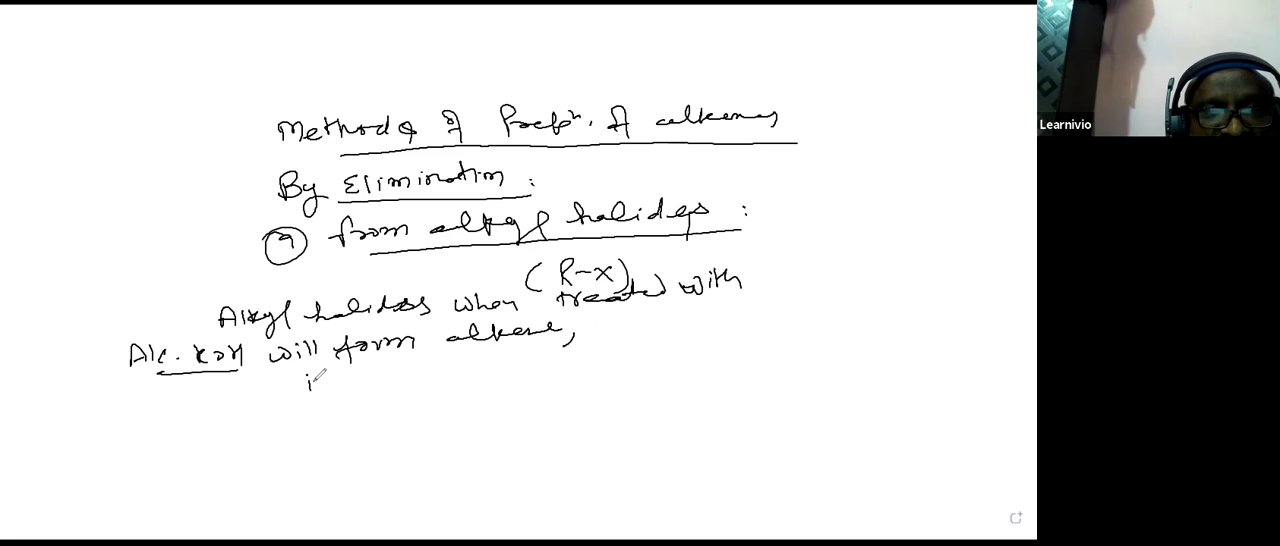 Methods of Prepn. of alkenes
By Elimination :
a from alkyl halides :
(R-X)
Alkyl halides when treated with
Alc. KOH will form alkene,
i
Learnivio